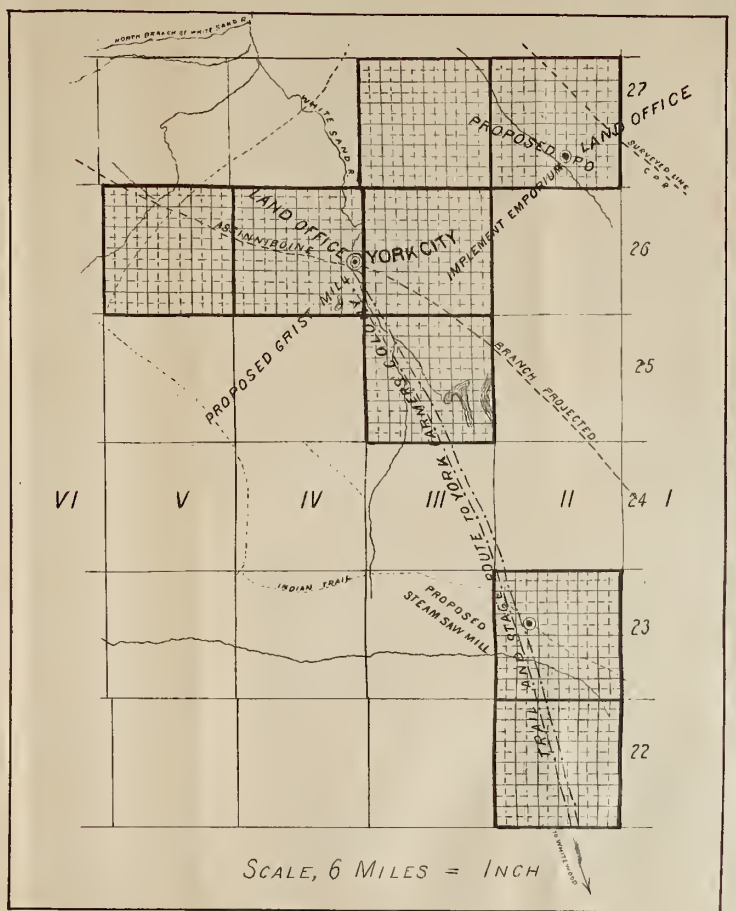 NORTH BRANCH OF WHITE SAND R.
WHITE SAND R.
27
PROPOSED P.O
LAND OFFICE
SURVEYED LINE
C P R
IMPLEMENT EMPORIUM
26
LAND OFFICE
ASSINNIBOINE
YORK CITY
PROPOSED GRIST MILL
25
BRANCH PROJECTED
TRAIL AND STAGE ROUTE TO YORK FARMERS COLONY
VI
V
IV
III
II
24
I
INDIAN TRAIL
PROPOSED
STEAM SAW MILL
23
22
TO WHITEWOOD
SCALE, 6 MILES = INCH